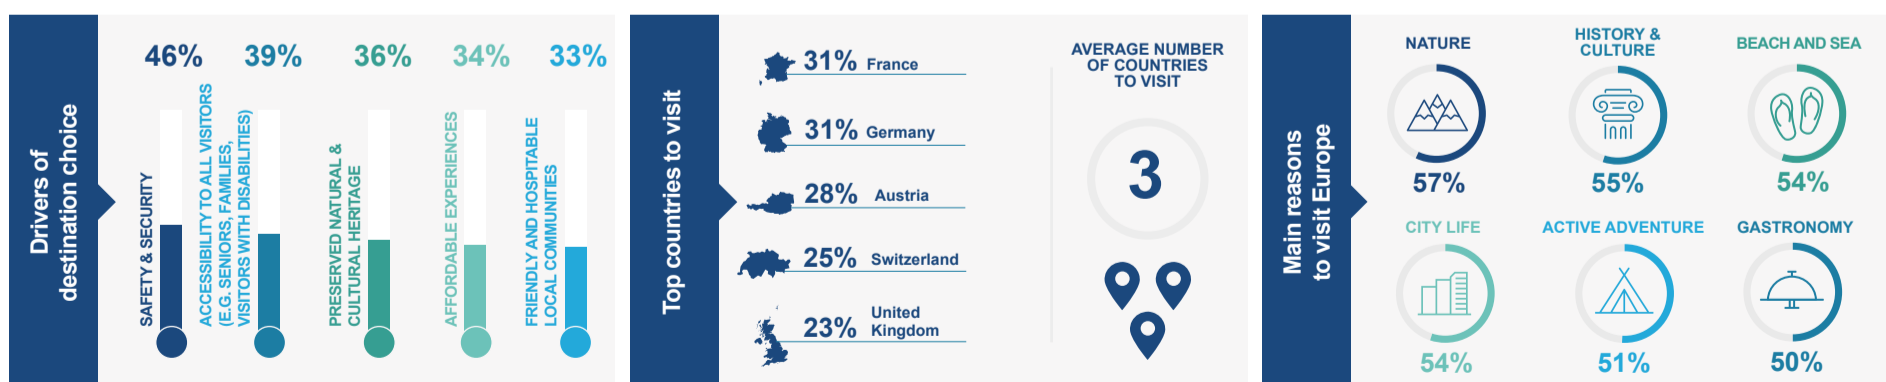 Drivers of
destination choice
46%
SAFETY & SECURITY
39%
ACCESSIBILITY TO ALL VISITORS
(E.G. SENIORS, FAMILIES,
VISITORS WITH DISABILITIES)
36%
PRESERVED NATURAL &
CULTURAL HERITAGE
34%
AFFORDABLE EXPERIENCES
33%
FRIENDLY AND HOSPITABLE
LOCAL COMMUNITIES
Top countries to visit
31% France
31% Germany
28% Austria
25% Switzerland
23% United
Kingdom
AVERAGE NUMBER
OF COUNTRIES
TO VISIT
3
Main reasons
to visit Europe
NATURE
57%
HISTORY &
CULTURE
55%
BEACH AND SEA
54%
CITY LIFE
54%
ACTIVE ADVENTURE
51%
GASTRONOMY
50%